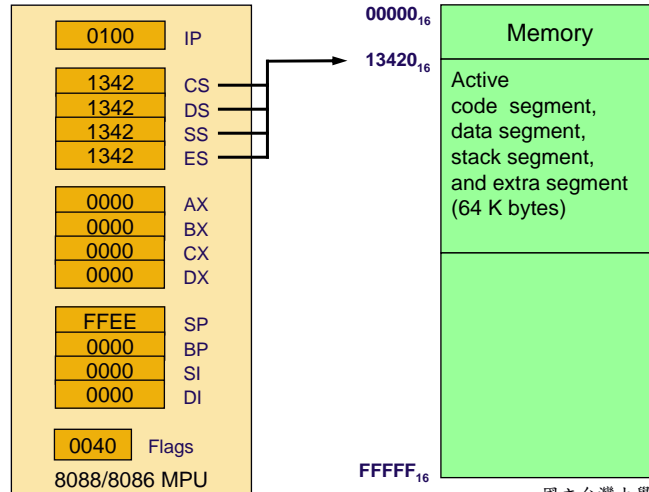 0100 IP
1342 CS
1342 DS
1342 SS
1342 ES
0000 AX
0000 BX
0000 CX
0000 DX
FFEE SP
0000 BP
0000 SI
0000 DI
0040 Flags
8088/8086 MPU
00000₁₆
13420₁₆
FFFFF₁₆
Memory
Active
code segment,
data segment,
stack segment,
and extra segment
(64 K bytes)